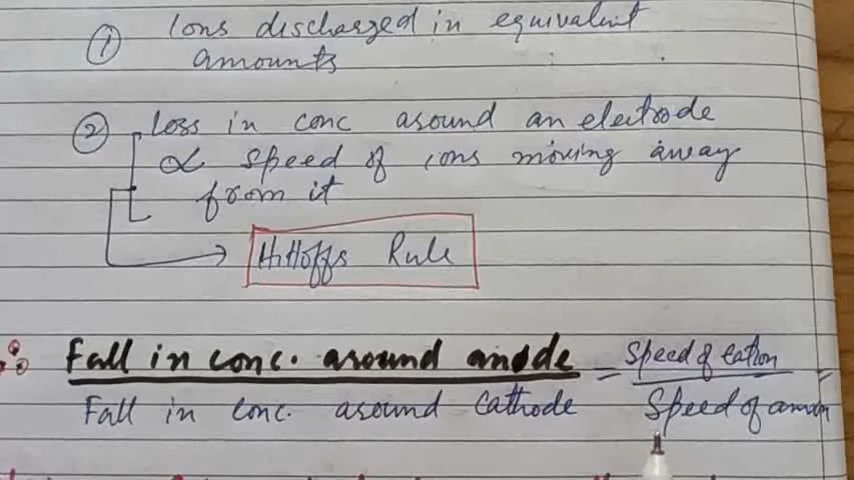 ① Ions discharged in equivalent
amounts
② loss in conc around an electrode
∝ speed of ions moving away
from it
Hittoffs Rule
∴ Fall in conc. around anode = Speed of cation =
Fall in conc. around Cathode Speed of anion